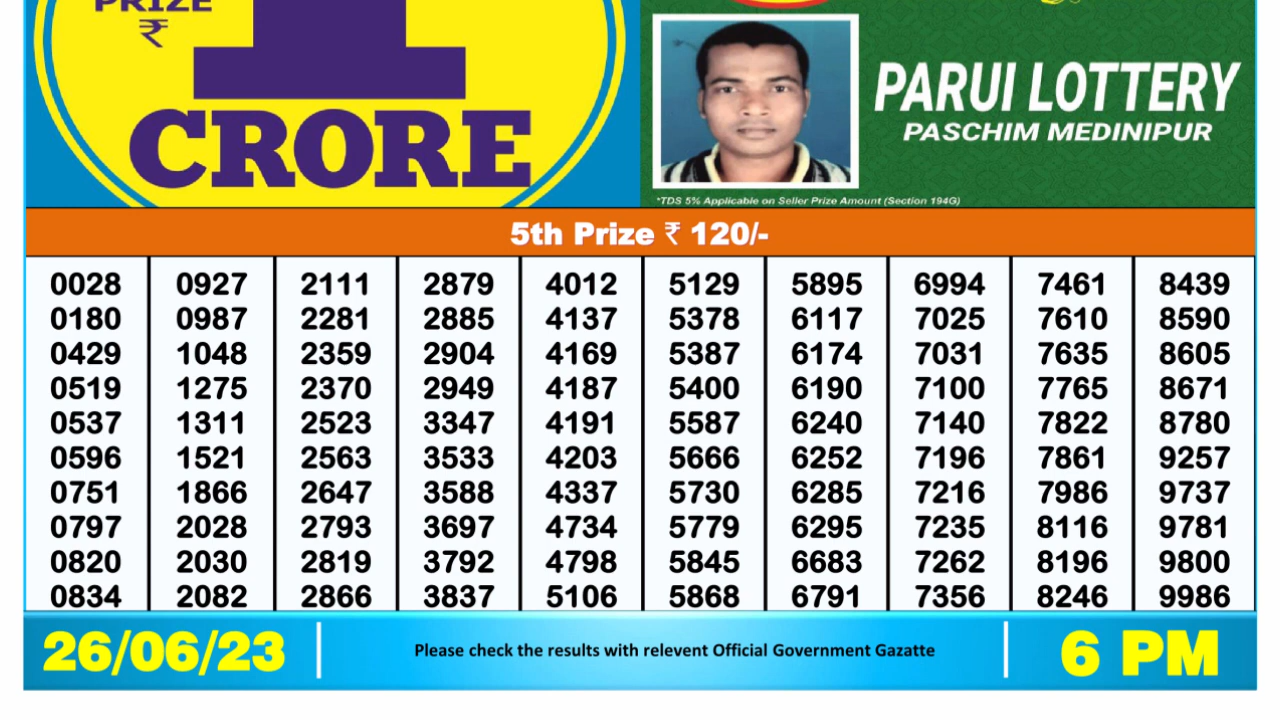 PRIZE
₹
1
CRORE
PARUI LOTTERY
PASCHIM MEDINIPUR
*TDS 5% Applicable on Seller Prize Amount (Section 194G)
5th Prize ₹ 120/-
0028 0927 2111 2879 4012 5129 5895 6994 7461 8439
0180 0987 2281 2885 4137 5378 6117 7025 7610 8590
0429 1048 2359 2904 4169 5387 6174 7031 7635 8605
0519 1275 2370 2949 4187 5400 6190 7100 7765 8671
0537 1311 2523 3347 4191 5587 6240 7140 7822 8780
0596 1521 2563 3533 4203 5666 6252 7196 7861 9257
0751 1866 2647 3588 4337 5730 6285 7216 7986 9737
0797 2028 2793 3697 4734 5779 6295 7235 8116 9781
0820 2030 2819 3792 4798 5845 6683 7262 8196 9800
0834 2082 2866 3837 5106 5868 6791 7356 8246 9986
26/06/23 Please check the results with relevent Official Government Gazatte 6 PM